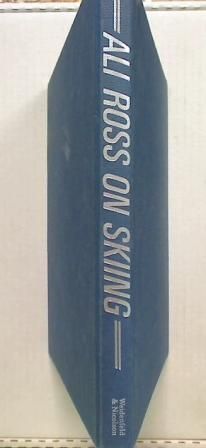 ALI ROSS ON SKIING
Weidenfeld
& Nicolson